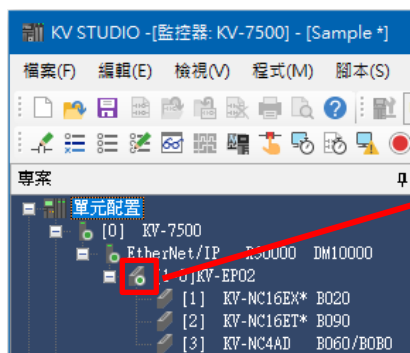 KV STUDIO -[監控器: KV-7500] - [Sample *]
檔案(F) 編輯(E) 檢視(V) 程式(M) 腳本(S)
專案
單元配置
[0] KV-7500
EtherNet/IP R30000 DM10000
[1-0]KV-EP02
[1] KV-NC16EX* B020
[2] KV-NC16ET* B090
[3] KV-NC4AD B060/B0B0